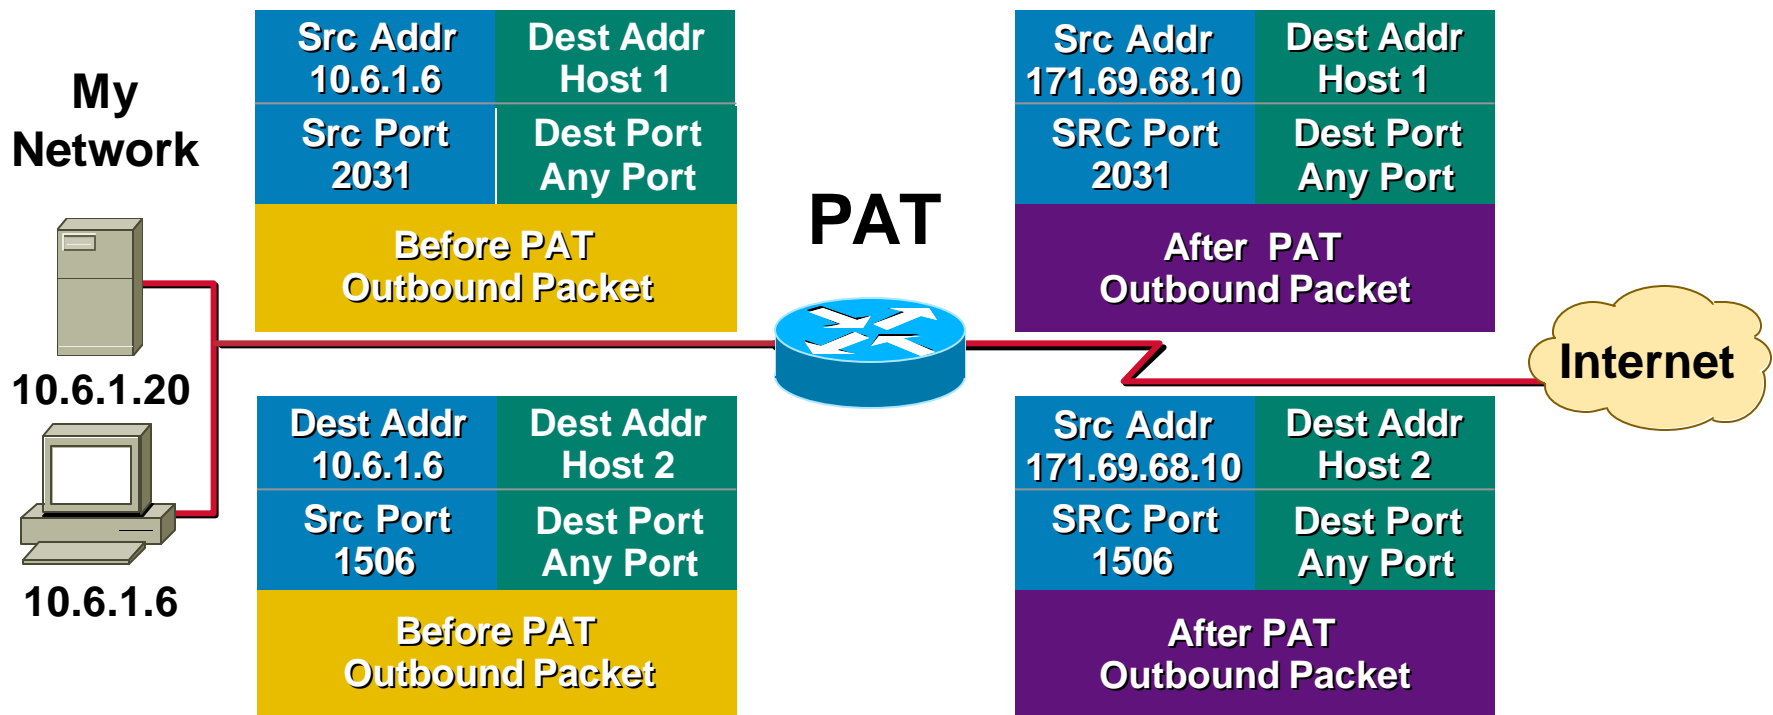 My
Network
10.6.1.20
10.6.1.6
Src Addr
10.6.1.6
Dest Addr
Host 1
Src Port
2031
Dest Port
Any Port
Before PAT
Outbound Packet
Dest Addr
10.6.1.6
Dest Addr
Host 2
Src Port
1506
Dest Port
Any Port
Before PAT
Outbound Packet
PAT
Src Addr
171.69.68.10
Dest Addr
Host 1
SRC Port
2031
Dest Port
Any Port
After PAT
Outbound Packet
Src Addr
171.69.68.10
Dest Addr
Host 2
SRC Port
1506
Dest Port
Any Port
After PAT
Outbound Packet
Internet